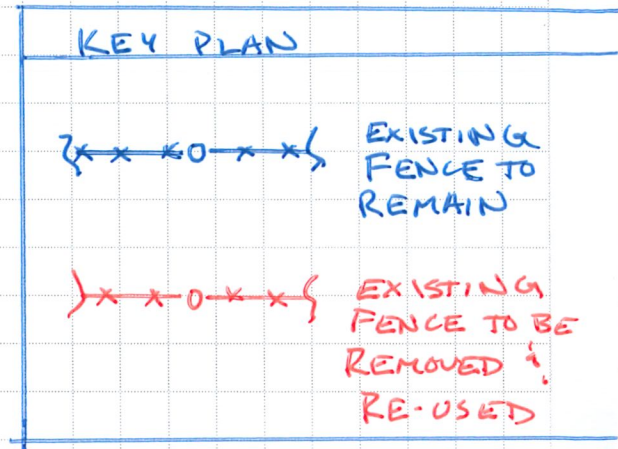 KEY PLAN
EXISTING
FENCE TO
REMAIN
EXISTING
FENCE TO BE
REMOVED &
RE-USED